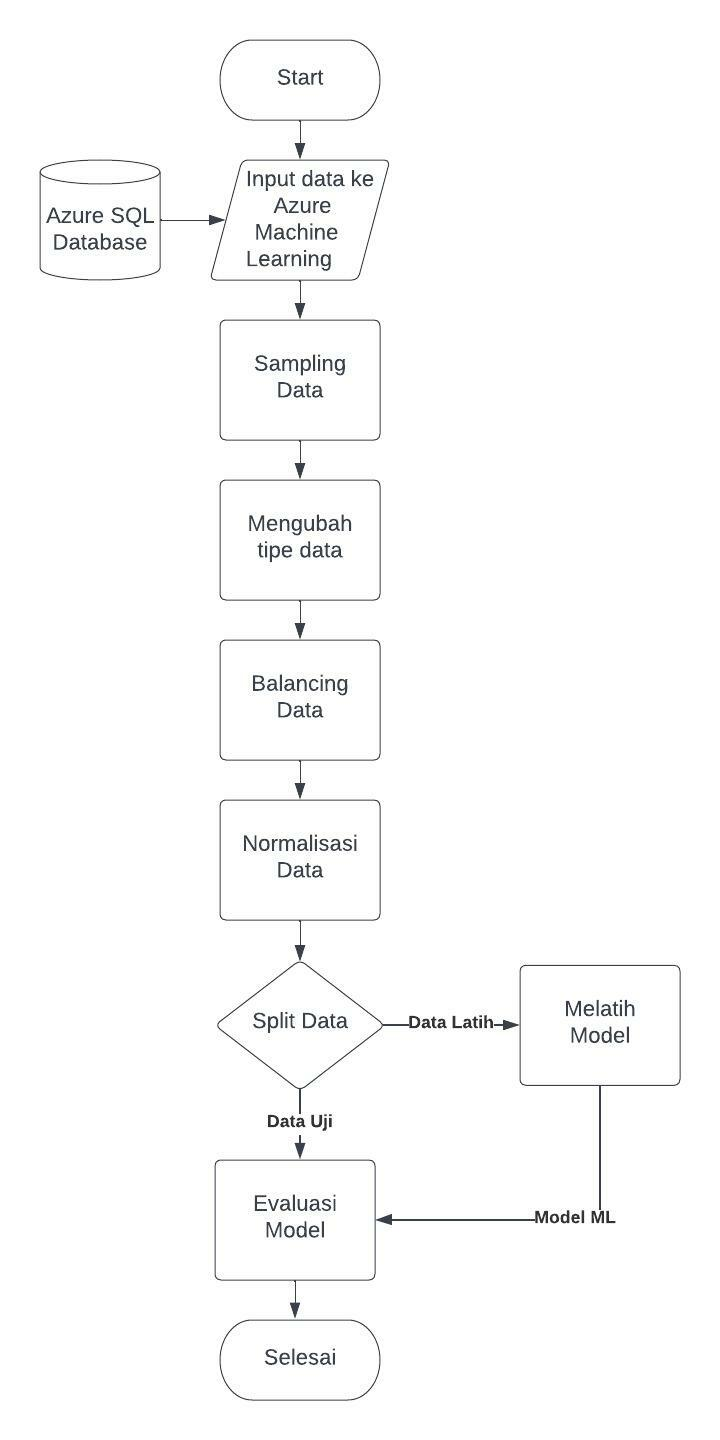 Start
Azure SQL
Database
Input data ke
Azure
Machine
Learning
Sampling
Data
Mengubah
tipe data
Balancing
Data
Normalisasi
Data
Split Data
Data Latih
Melatih
Model
Data Uji
Model ML
Evaluasi
Model
Selesai